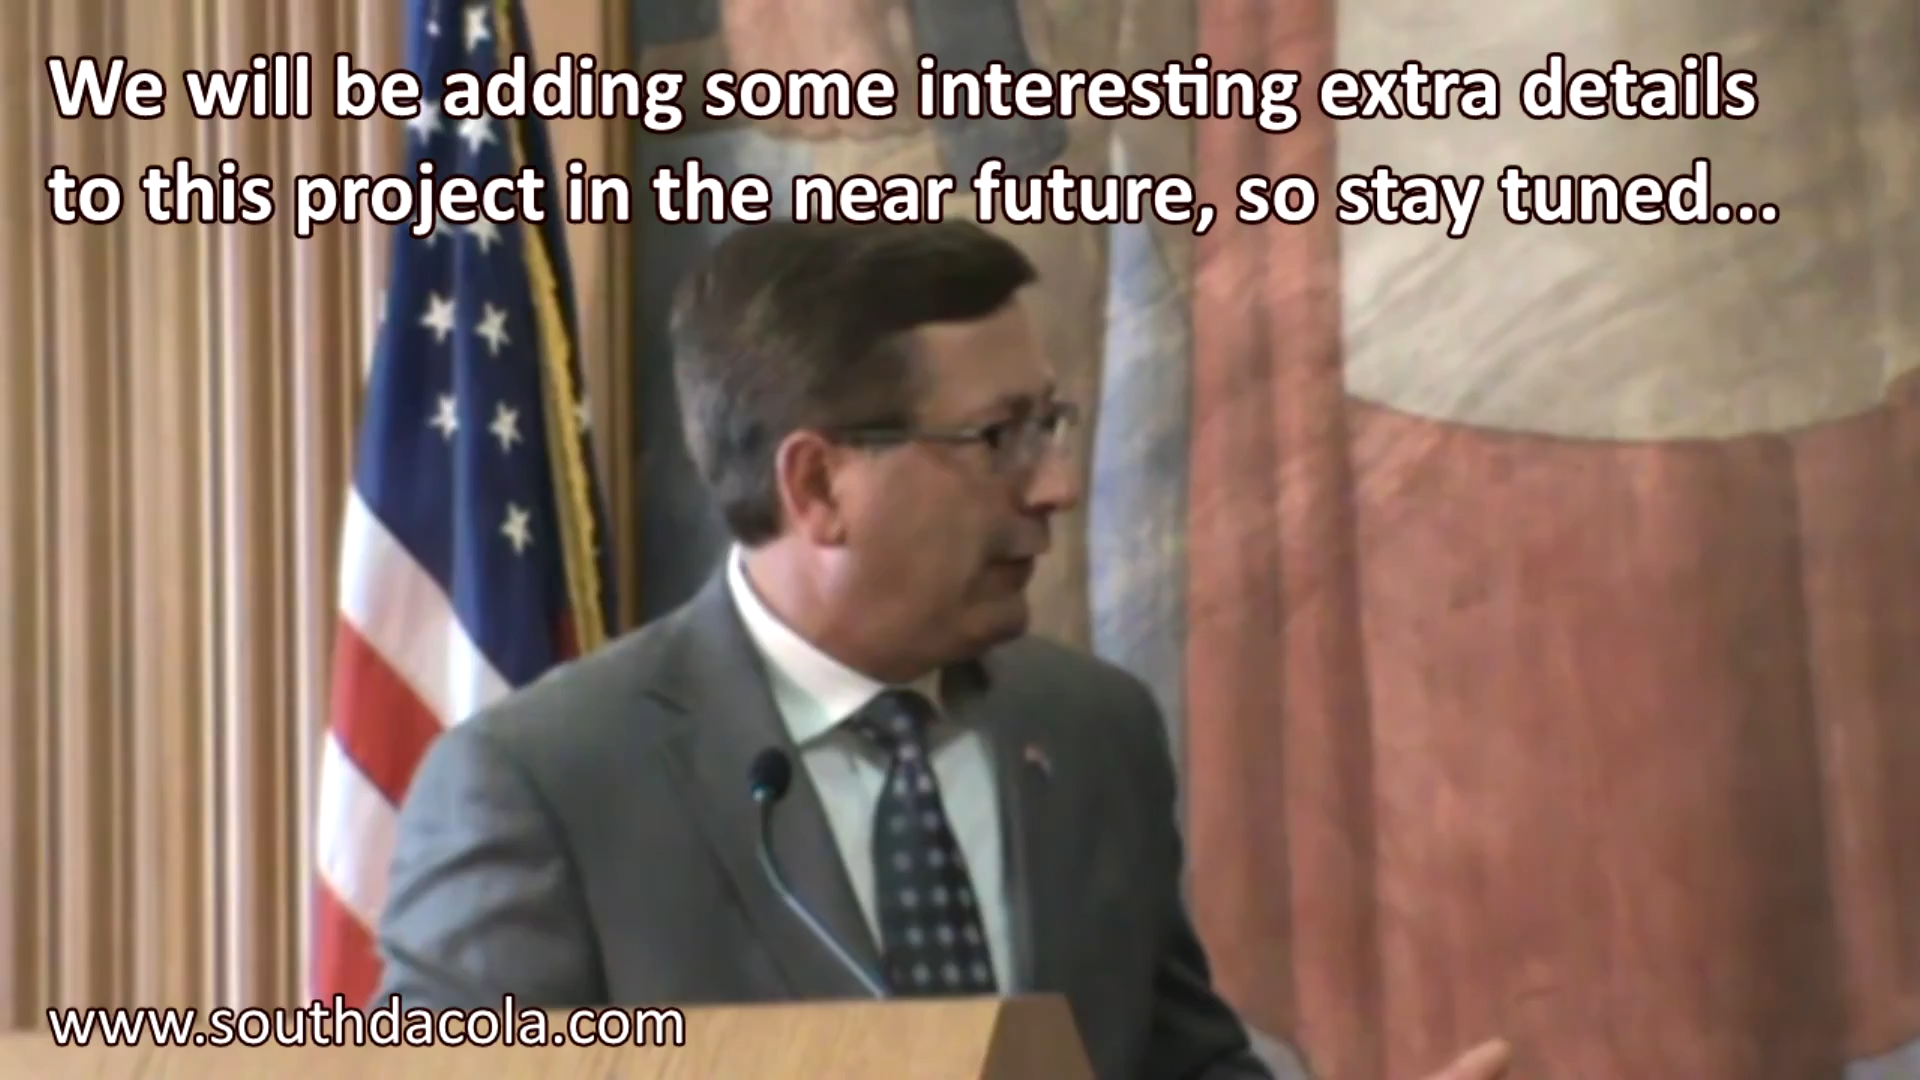 We will be adding some interesting extra details
to this project in the near future, so stay tuned...
www.southdacola.com